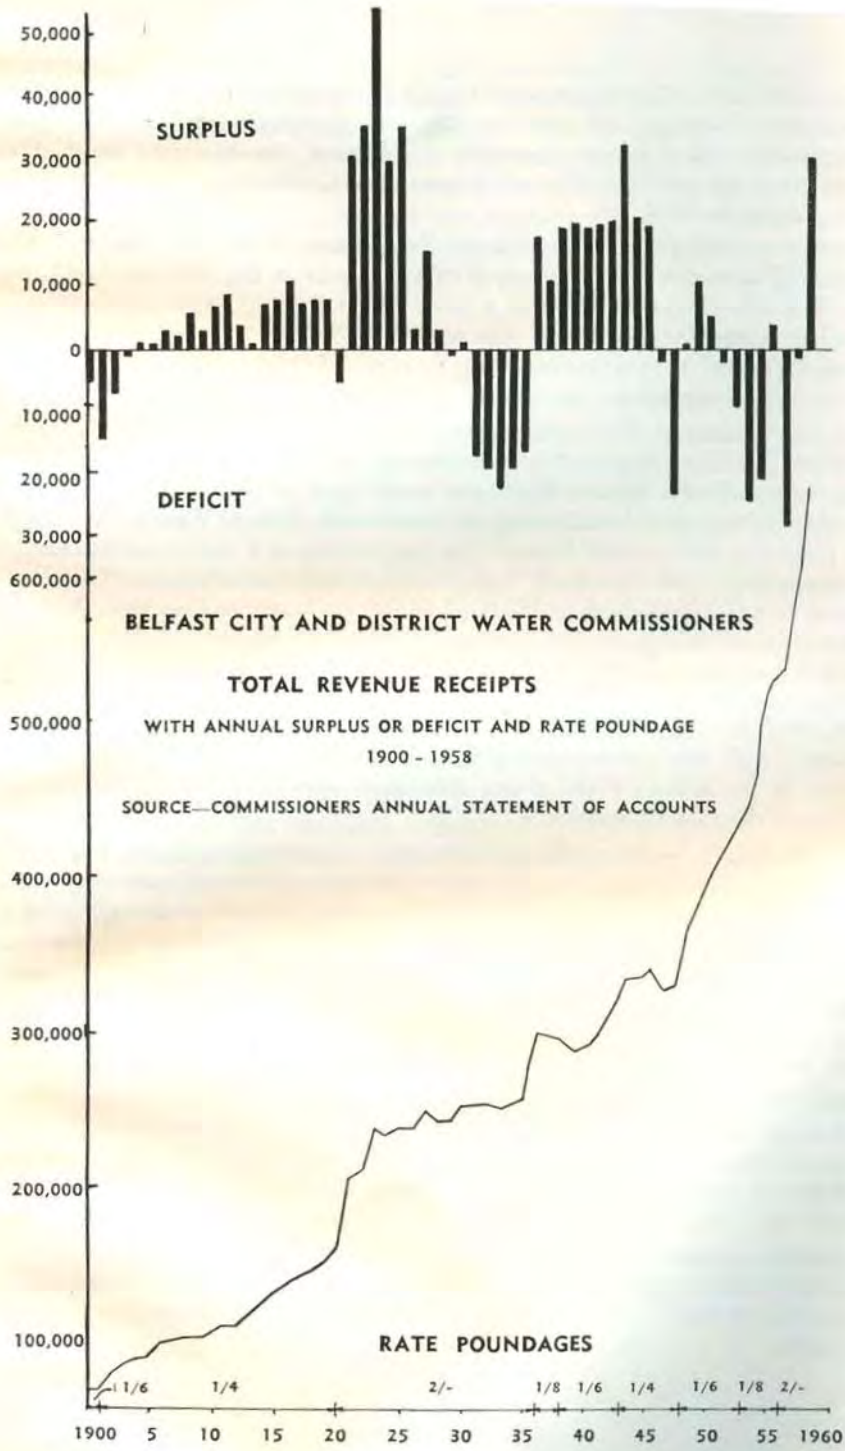 50,000
40,000
SURPLUS
30,000
20,000
10,000
0
10,000
20,000
DEFICIT
30,000
600,000
BELFAST CITY AND DISTRICT WATER COMMISSIONERS
TOTAL REVENUE RECEIPTS
WITH ANNUAL SURPLUS OR DEFICIT AND RATE POUNDAGE
1900 - 1958
500,000
SOURCE—COMMISSIONERS ANNUAL STATEMENT OF ACCOUNTS
400,000
300,000
200,000
100,000
RATE POUNDAGES
1/6 1/4 2/- 1/8 1/6 1/4 1/6 1/8 2/-
1900 5 10 15 20 25 30 35 40 45 50 55 1960